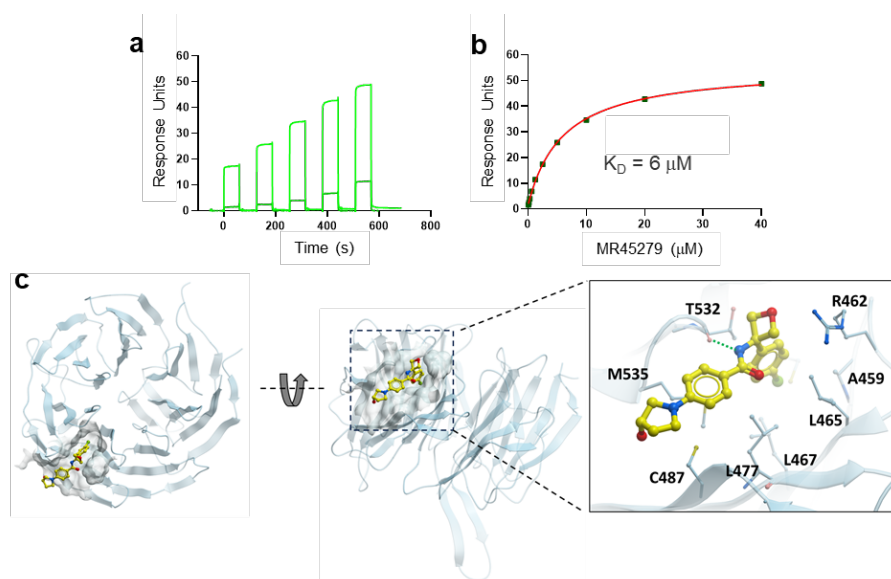 a
Response Units
60
50
40
30
20
10
0
0
200
400
600
800
Time (s)
b
Response Units
60
50
40
30
20
10
0
K_D = 6 μM
0
10
20
30
40
MR45279 (μM)
c
T532
R462
M535
A459
L465
L467
C487
L477